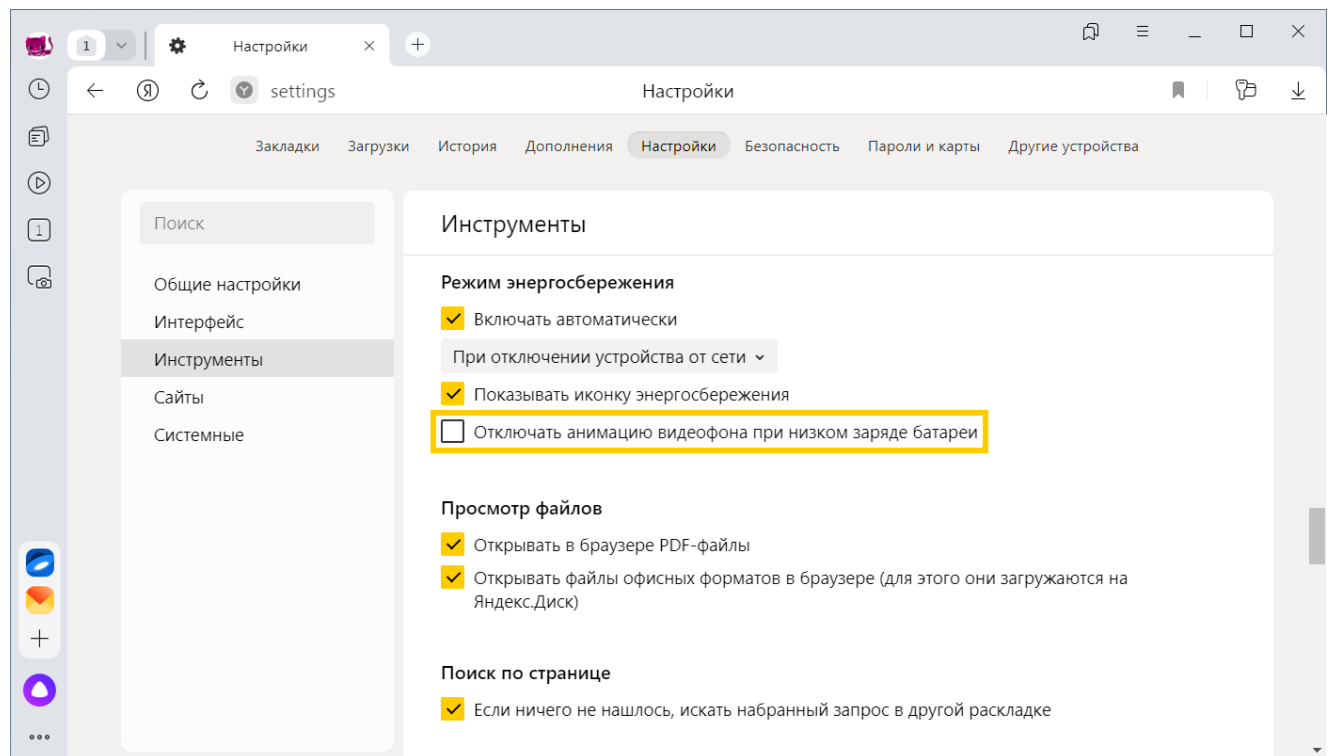 1
Настройки
settings
Настройки
Закладки Загрузки История Дополнения Настройки Безопасность Пароли и карты Другие устройства
1
Поиск
Общие настройки
Интерфейс
Инструменты
Сайты
Системные
Инструменты
Режим энергосбережения
Включать автоматически
При отключении устройства от сети
Показывать иконку энергосбережения
Отключать анимацию видеофона при низком заряде батареи
Просмотр файлов
Открывать в браузере PDF-файлы
Открывать файлы офисных форматов в браузере (для этого они загружаются на
Яндекс.Диск)
Поиск по странице
Если ничего не нашлось, искать набранный запрос в другой раскладке